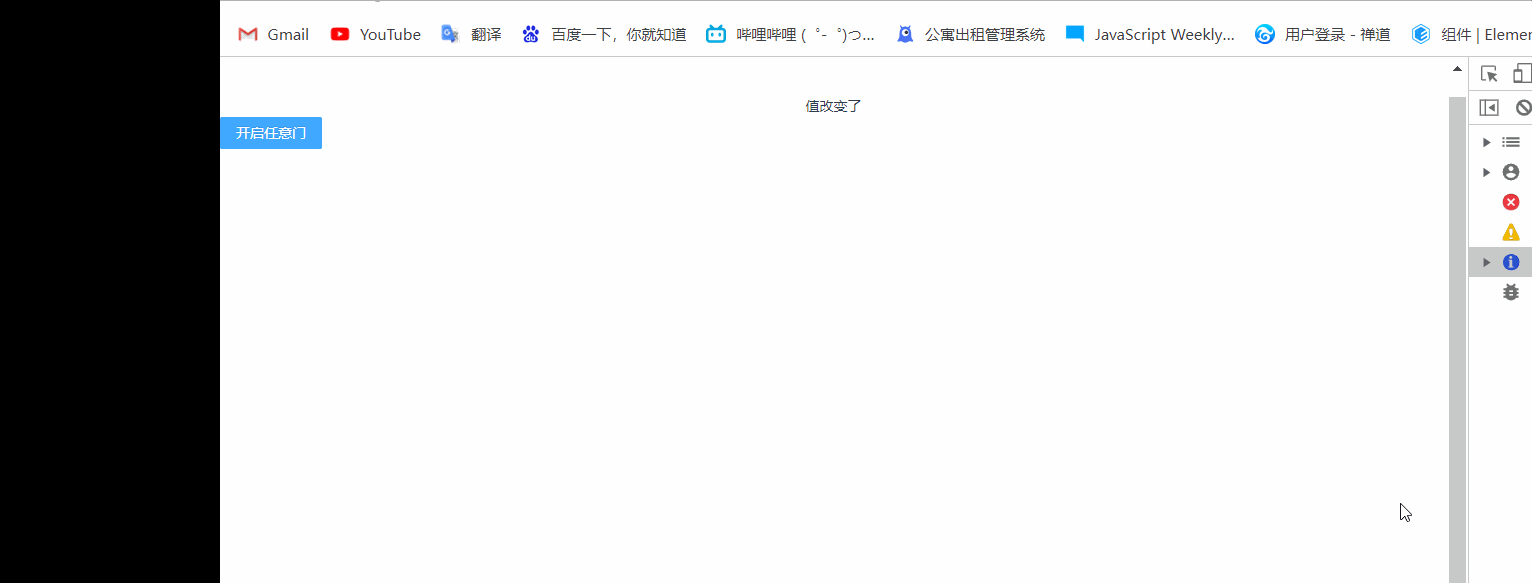 Gmail YouTube 翻译 百度一下，你就知道 哔哩哔哩 (゜-゜)つ... 公寓出租管理系统 JavaScript Weekly... 用户登录 - 禅道 组件 | Elemen
值改变了
开启任意门